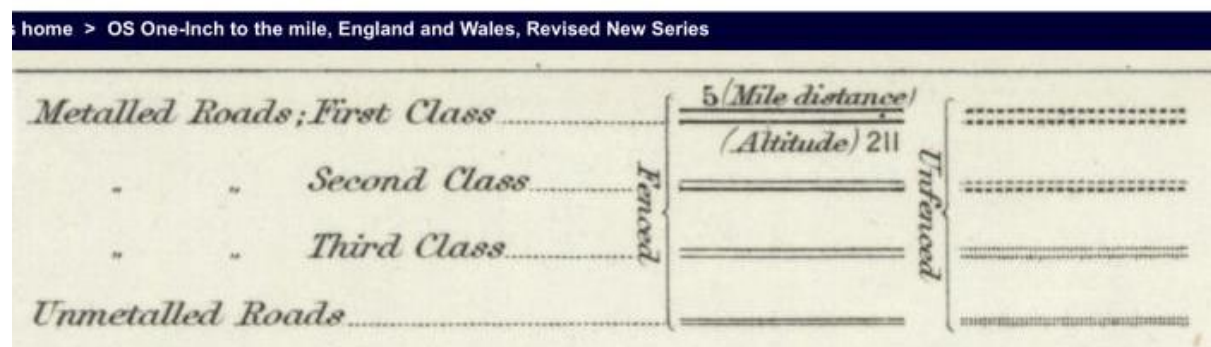 s home > OS One-Inch to the mile, England and Wales, Revised New Series
Metalled Roads; First Class
5 (Mile distance)
(Altitude) 211
„ „ Second Class
„ „ Third Class
Unmetalled Roads
Fenced
Unfenced